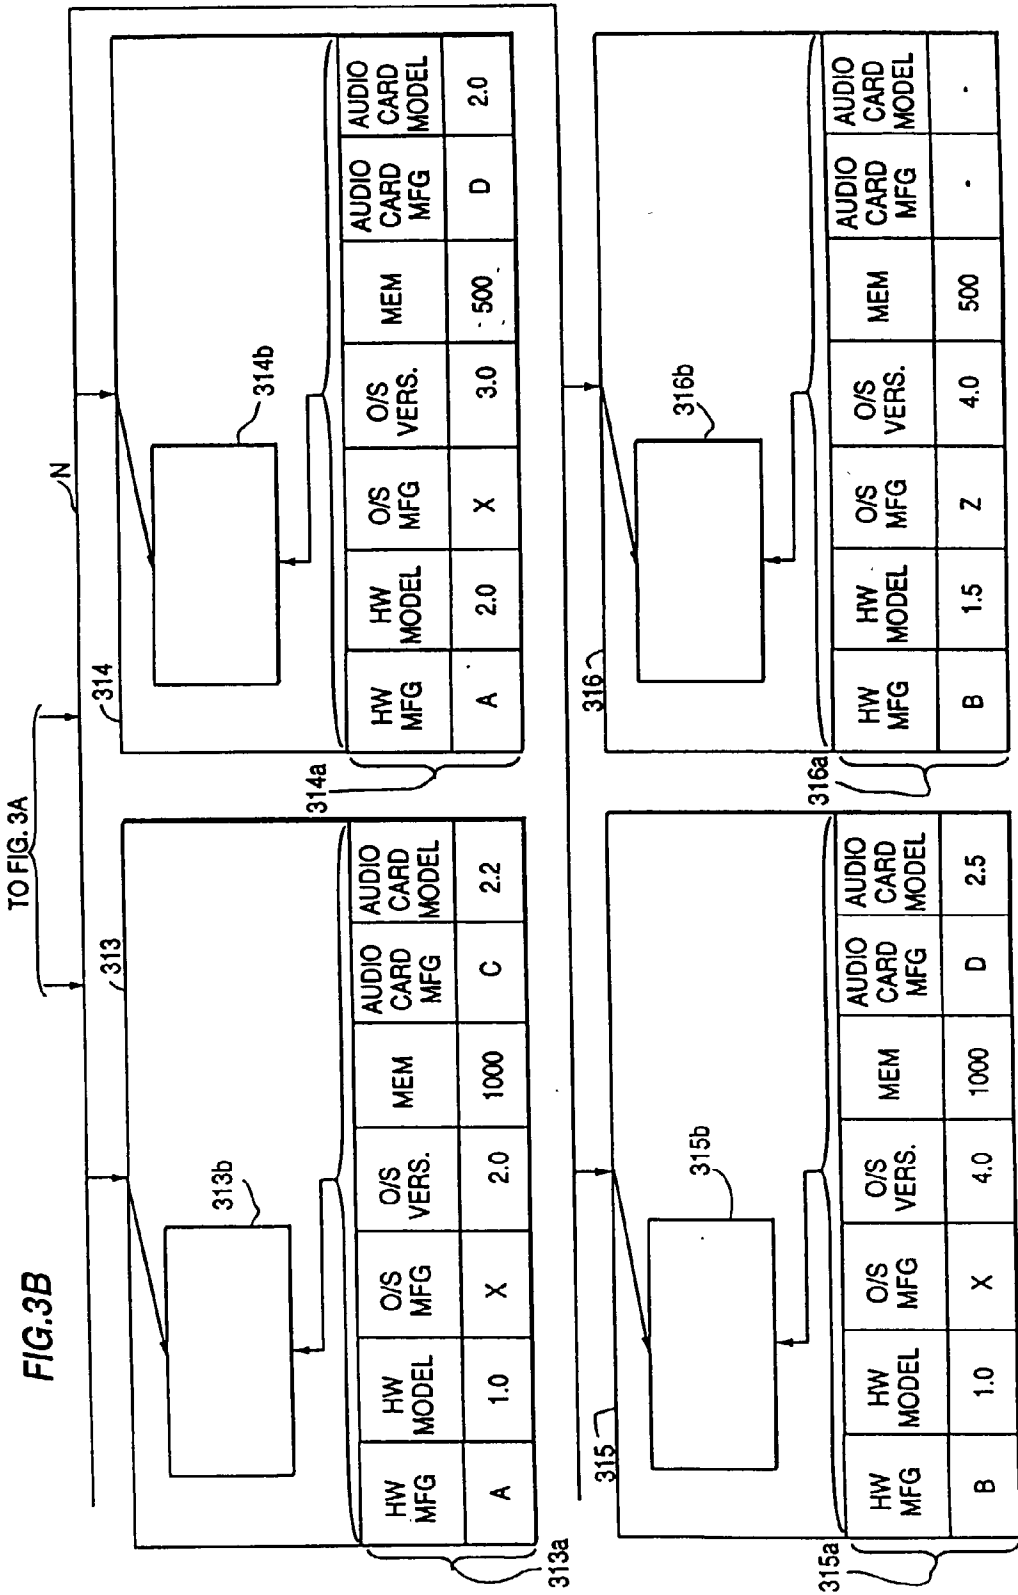 FIG.3B
TO FIG. 3A
N
313
313b
HW MFG | HW MODEL | O/S MFG | O/S VERS. | MEM | AUDIO CARD MFG | AUDIO CARD MODEL
A | 1.0 | X | 2.0 | 1000 | C | 2.2
313a
314
314b
HW MFG | HW MODEL | O/S MFG | O/S VERS. | MEM | AUDIO CARD MFG | AUDIO CARD MODEL
A | 2.0 | X | 3.0 | 500 | D | 2.0
314a
315
315b
HW MFG | HW MODEL | O/S MFG | O/S VERS. | MEM | AUDIO CARD MFG | AUDIO CARD MODEL
B | 1.0 | X | 4.0 | 1000 | D | 2.5
315a
316
316b
HW MFG | HW MODEL | O/S MFG | O/S VERS. | MEM | AUDIO CARD MFG | AUDIO CARD MODEL
B | 1.5 | Z | 4.0 | 500 | - | -
316a